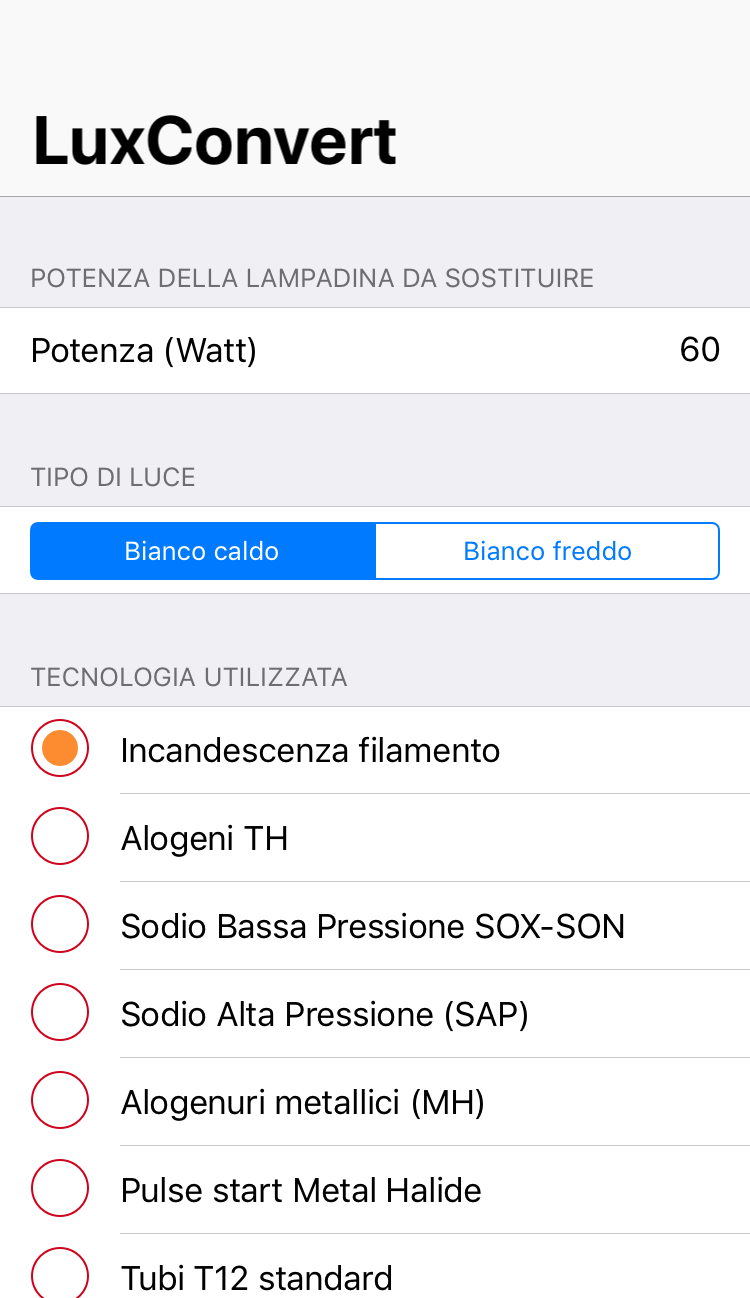 LuxConvert
POTENZA DELLA LAMPADINA DA SOSTITUIRE
Potenza (Watt) 60
TIPO DI LUCE
Bianco caldo Bianco freddo
TECNOLOGIA UTILIZZATA
Incandescenza filamento
Alogeni TH
Sodio Bassa Pressione SOX-SON
Sodio Alta Pressione (SAP)
Alogenuri metallici (MH)
Pulse start Metal Halide
Tubi T12 standard